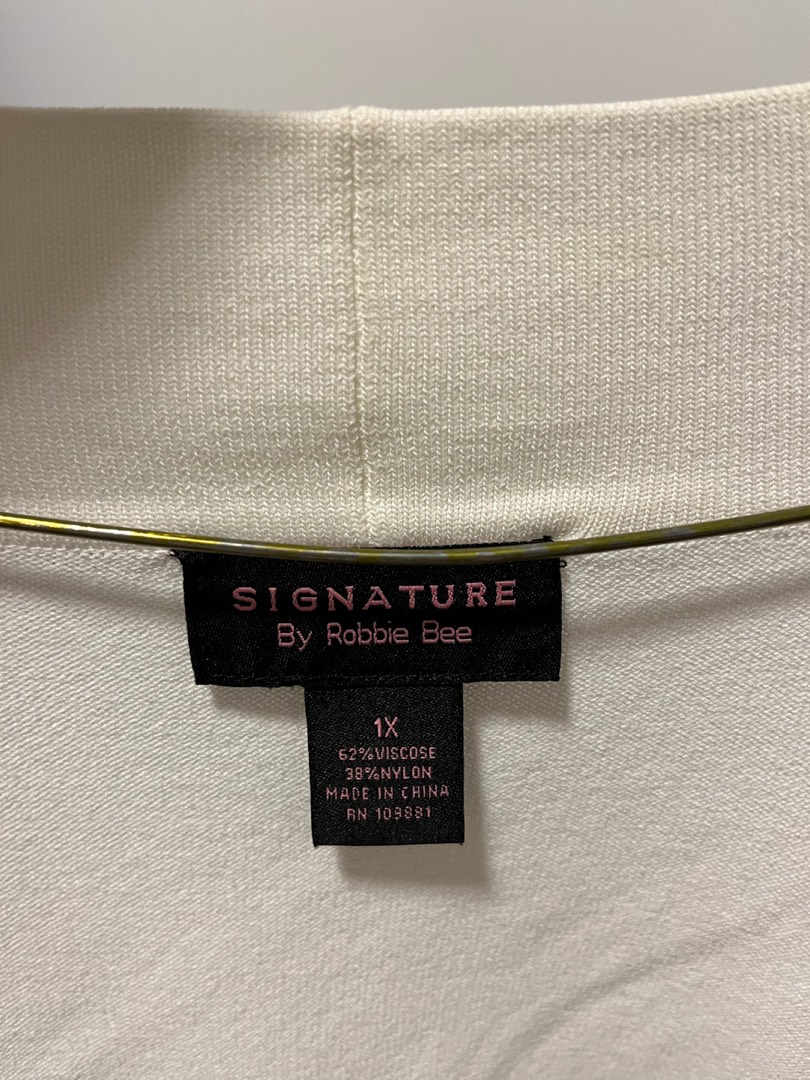 SIGNATURE
By Robbie Bee
1X
62%VISCOSE
38%NYLON
MADE IN CHINA
RN 109881